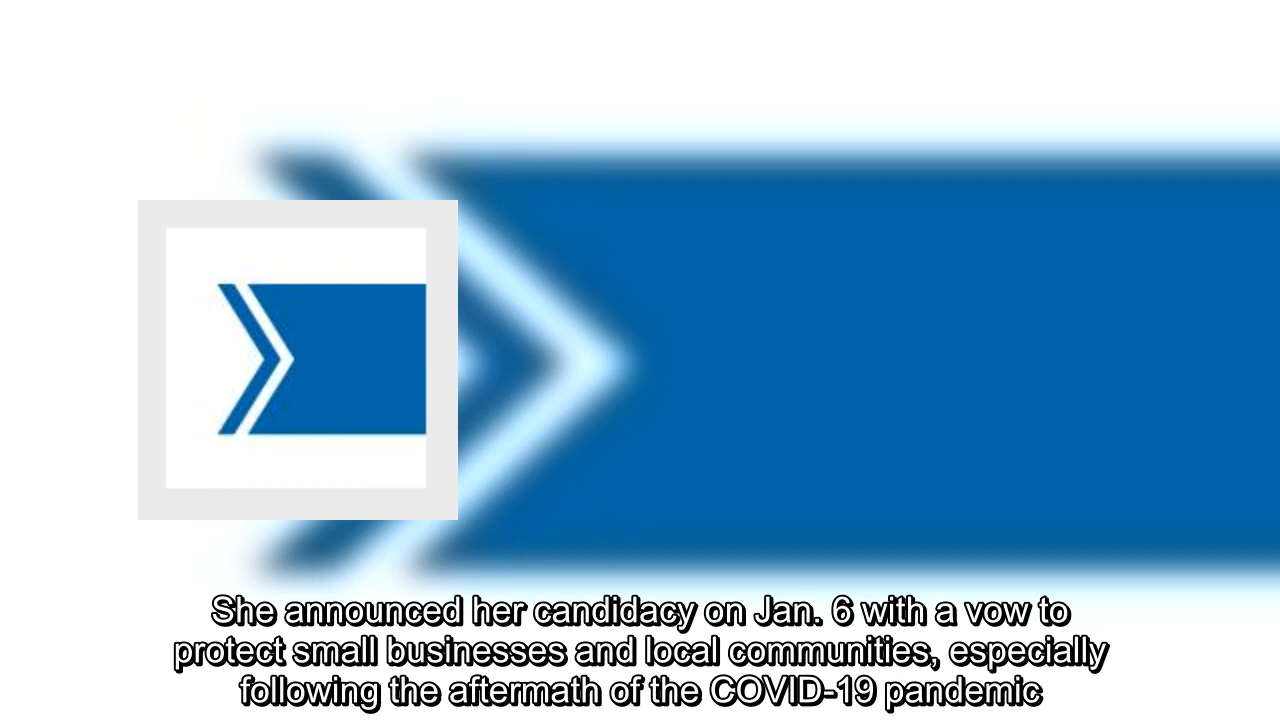 She announced her candidacy on Jan. 6 with a vow to
protect small businesses and local communities, especially
following the aftermath of the COVID-19 pandemic